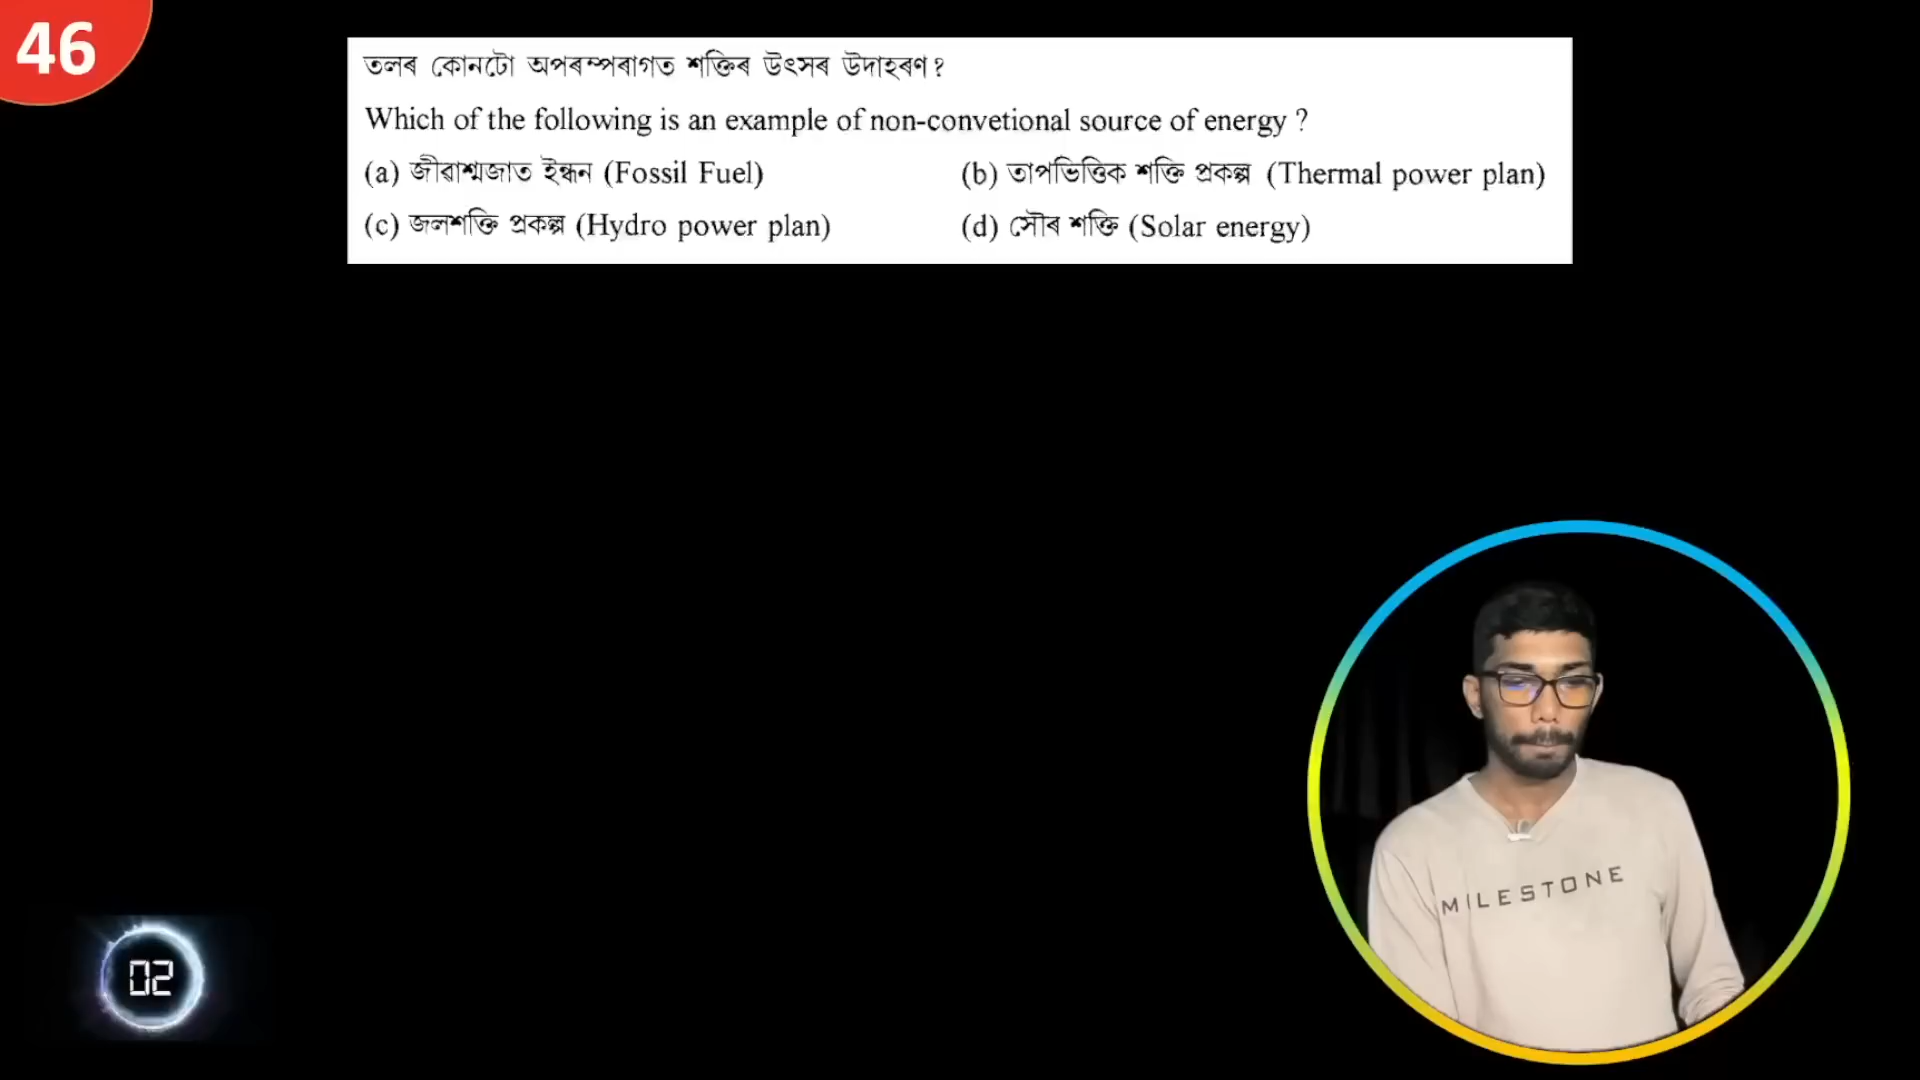 46
তলৰ কোনটো অপৰম্পৰাগত শক্তিৰ উৎসৰ উদাহৰণ?
Which of the following is an example of non-convetional source of energy ?
(a) জীৱাশ্মজাত ইন্ধন (Fossil Fuel) (b) তাপভিত্তিক শক্তি প্ৰকল্প (Thermal power plan)
(c) জলশক্তি প্ৰকল্প (Hydro power plan) (d) সৌৰ শক্তি (Solar energy)
MILESTONE
02